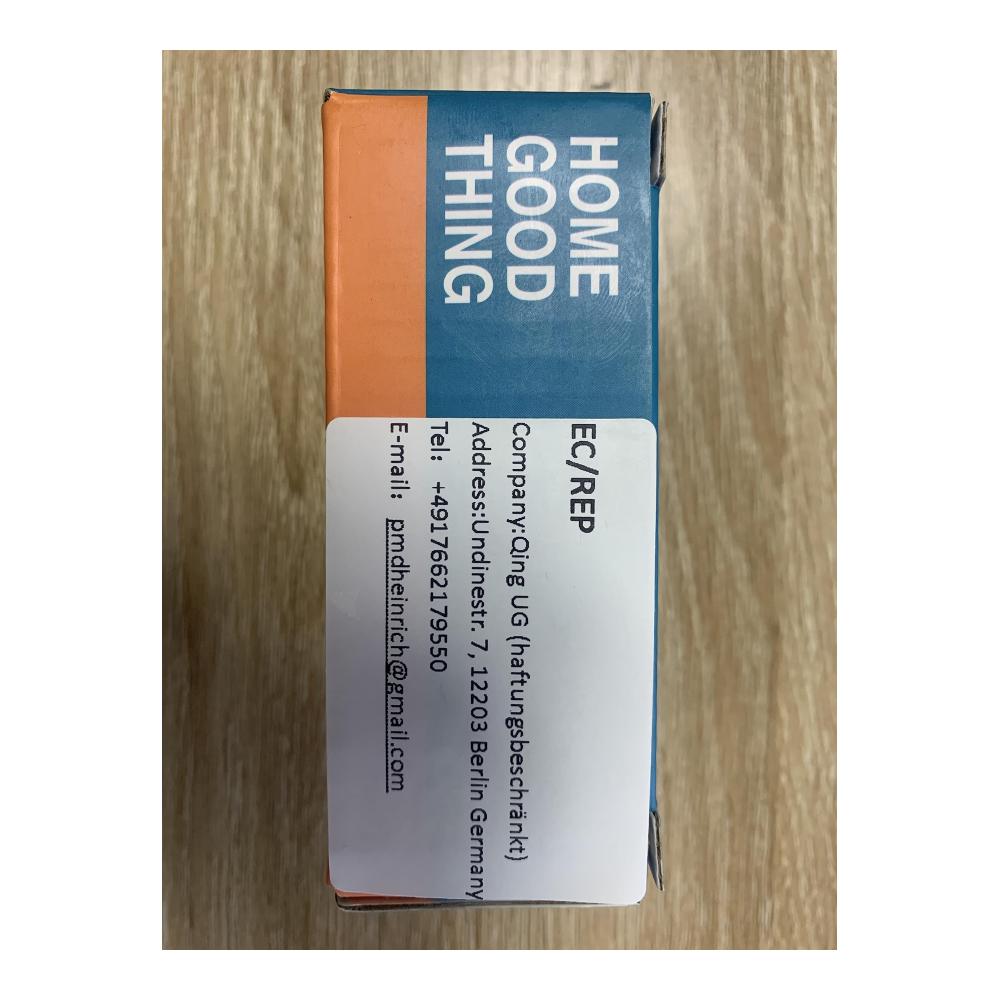 HOME
GOOD
THING
EC/REP
Company:Qing UG (haftungsbeschränkt)
Address:Undinestr. 7, 12203 Berlin Germany
Tel: +4917662179550
E-mail: pmdheinrich@gmail.com